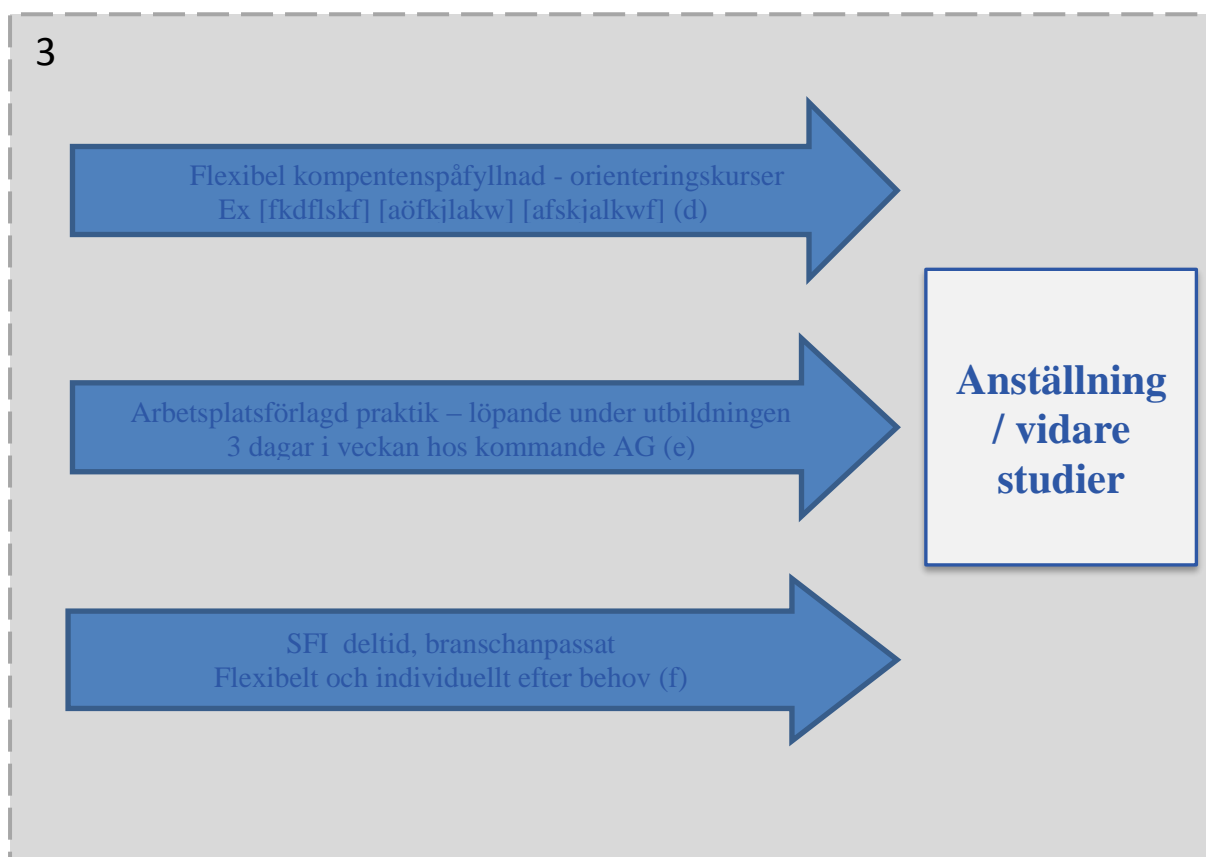 3
Flexibel kompentenspåfyllnad - orienteringskurser
Ex [fkdflskf] [aöfkjlakw] [afskjalkwf] (d)
Arbetsplatsförlagd praktik – löpande under utbildningen
3 dagar i veckan hos kommande AG (e)
SFI  deltid, branschanpassat
Flexibelt och individuellt efter behov (f)
Anställning
/ vidare
studier